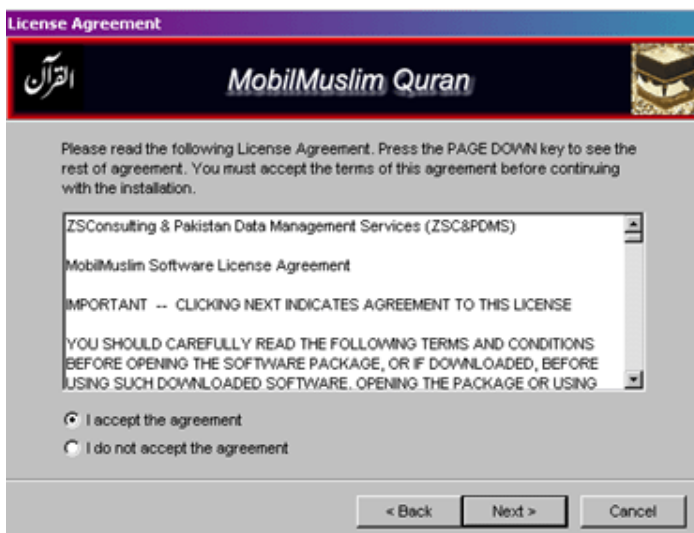 License Agreement
القرآن
MobilMuslim Quran
Please read the following License Agreement. Press the PAGE DOWN key to see the
rest of agreement. You must accept the terms of this agreement before continuing
with the installation.
ZSConsulting & Pakistan Data Management Services (ZSC&PDMS)
MobilMuslim Software License Agreement
IMPORTANT -- CLICKING NEXT INDICATES AGREEMENT TO THIS LICENSE
YOU SHOULD CAREFULLY READ THE FOLLOWING TERMS AND CONDITIONS
BEFORE OPENING THE SOFTWARE PACKAGE, OR IF DOWNLOADED, BEFORE
USING SUCH DOWNLOADED SOFTWARE. OPENING THE PACKAGE OR USING
I accept the agreement
I do not accept the agreement
< Back
Next >
Cancel